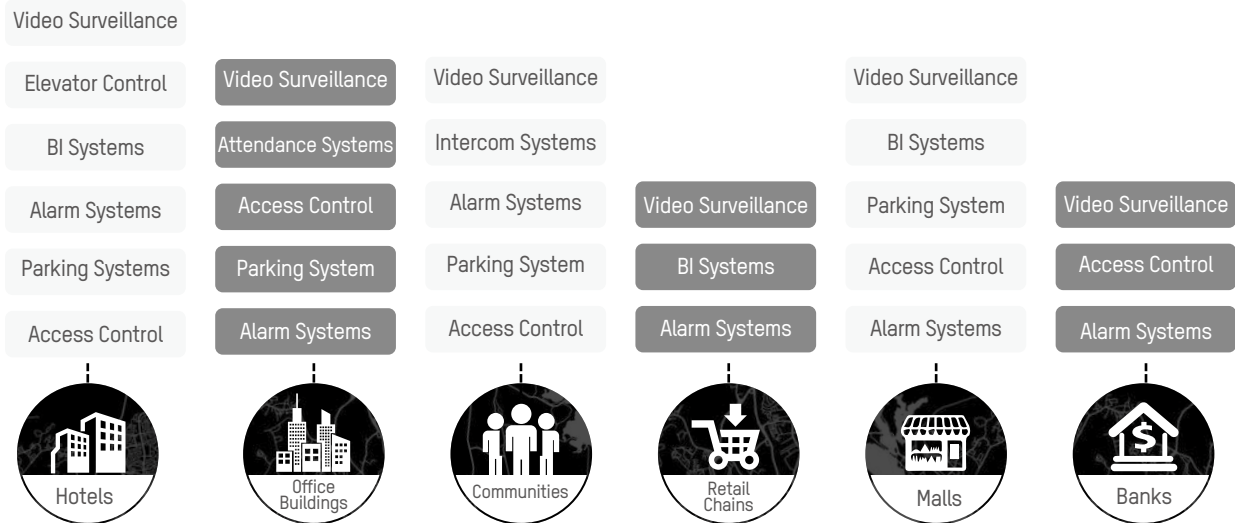 Video Surveillance
Elevator Control
BI Systems
Alarm Systems
Parking Systems
Access Control
Hotels
Video Surveillance
Attendance Systems
Access Control
Parking System
Alarm Systems
Office
Buildings
Video Surveillance
Intercom Systems
Alarm Systems
Parking System
Access Control
Communities
Video Surveillance
BI Systems
Alarm Systems
Retail
Chains
Video Surveillance
BI Systems
Parking System
Access Control
Alarm Systems
Malls
Video Surveillance
Access Control
Alarm Systems
$
Banks